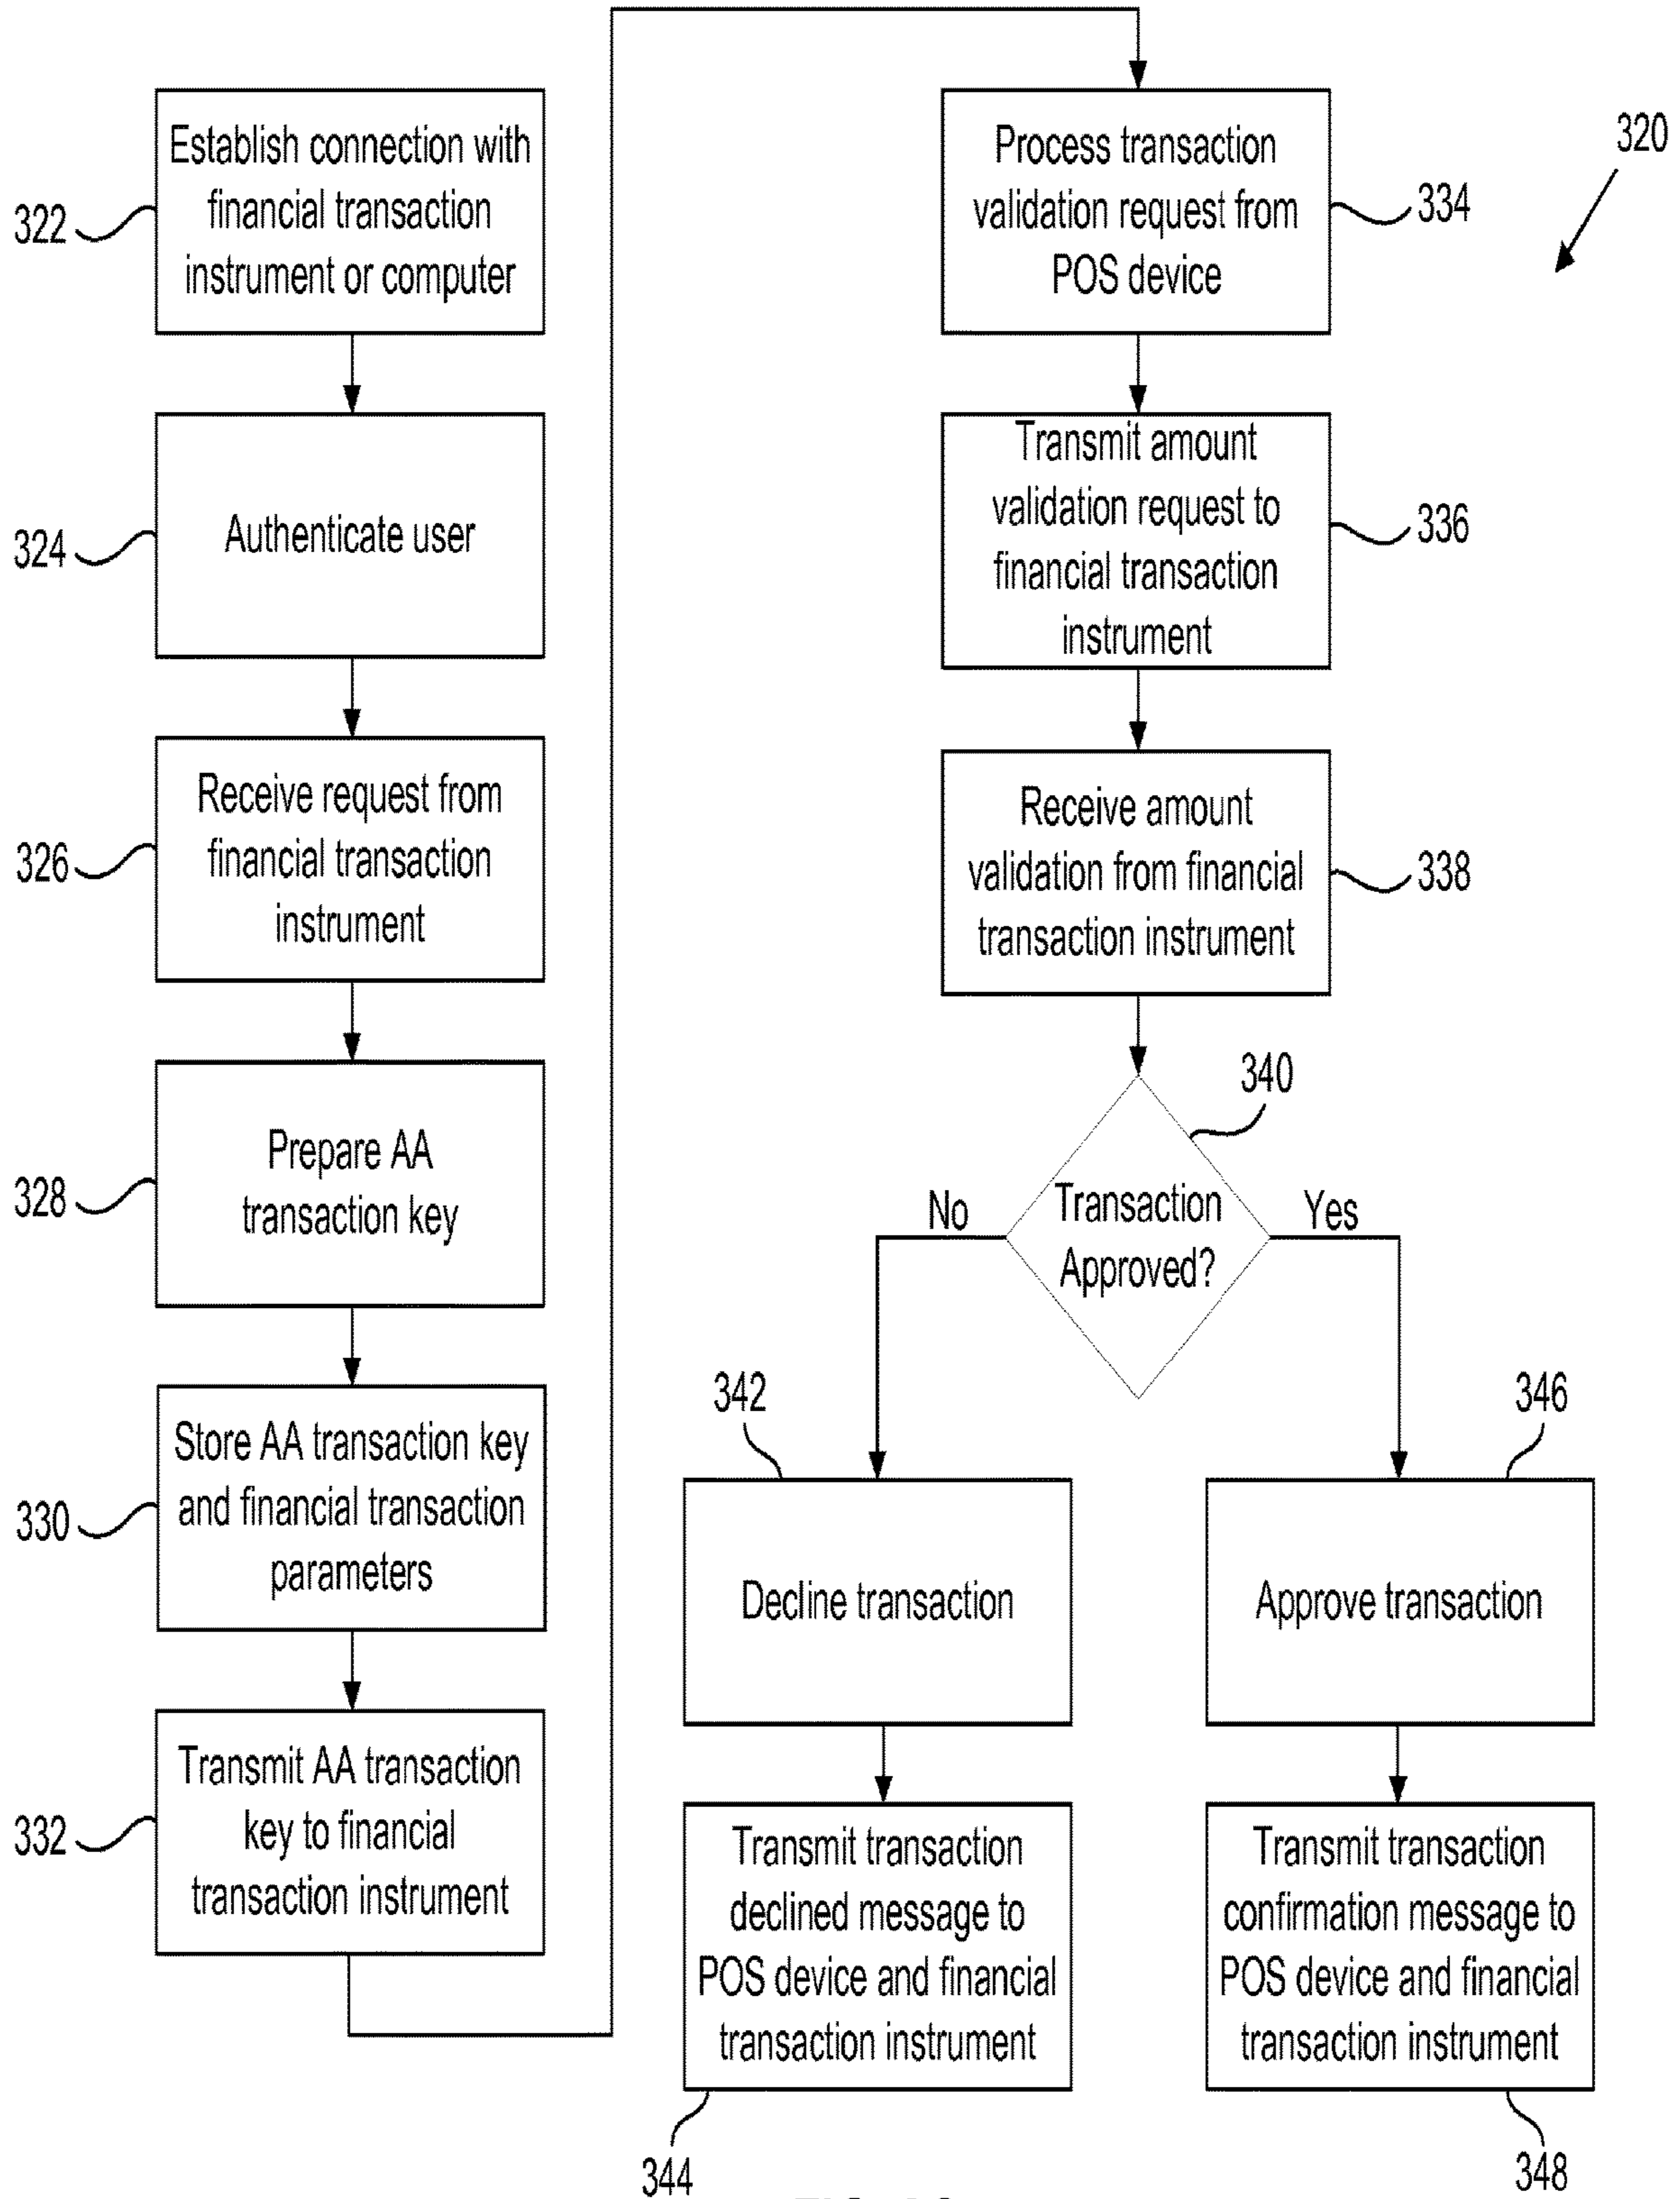 322
Establish connection with
financial transaction
instrument or computer
324
Authenticate user
326
Receive request from
financial transaction
instrument
328
Prepare AA
transaction key
330
Store AA transaction key
and financial transaction
parameters
332
Transmit AA transaction
key to financial
transaction instrument
320
Process transaction
validation request from
POS device
334
Transmit amount
validation request to
financial transaction
instrument
336
Receive amount
validation from financial
transaction instrument
338
340
Transaction
Approved?
No
Yes
342
Decline transaction
346
Approve transaction
Transmit transaction
declined message to
POS device and financial
transaction instrument
344
Transmit transaction
confirmation message to
POS device and financial
transaction instrument
348